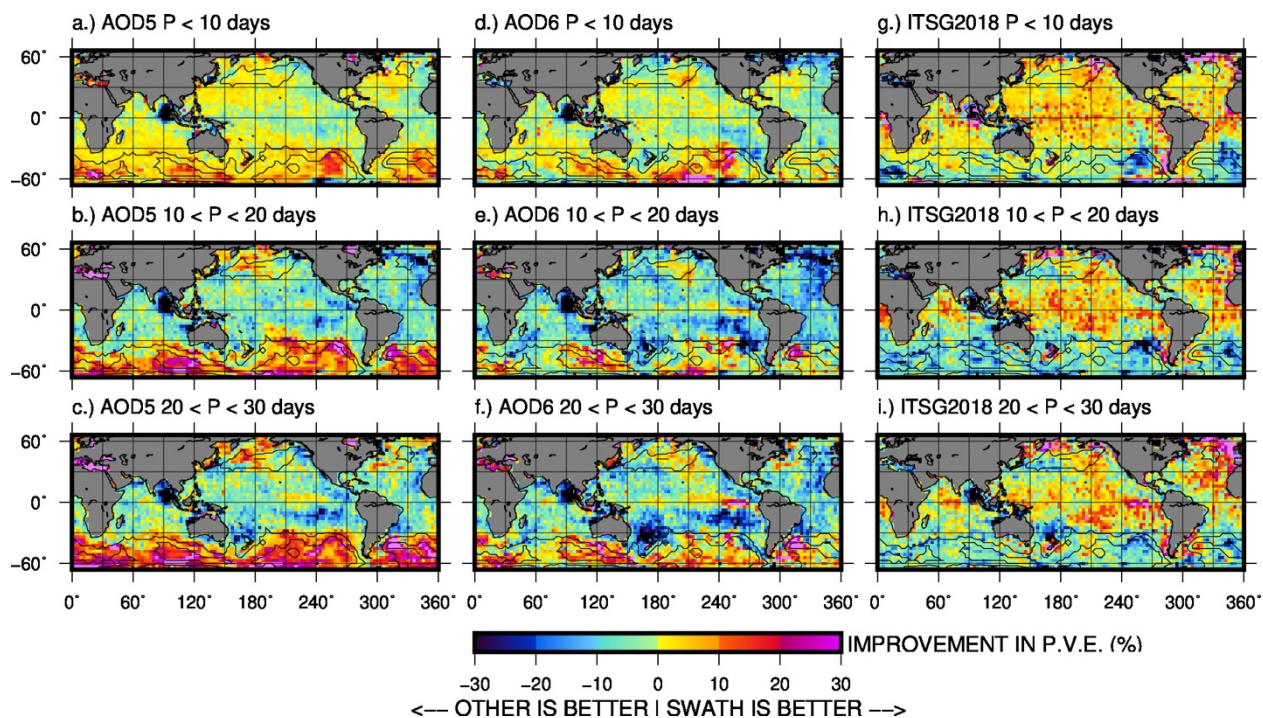 a.) AOD5 P < 10 days
d.) AOD6 P < 10 days
g.) ITSG2018 P < 10 days
60°
0°
−60°
b.) AOD5 10 < P < 20 days
e.) AOD6 10 < P < 20 days
h.) ITSG2018 10 < P < 20 days
60°
0°
−60°
c.) AOD5 20 < P < 30 days
f.) AOD6 20 < P < 30 days
i.) ITSG2018 20 < P < 30 days
60°
0°
−60°
0° 60° 120° 180° 240° 300° 360°
0° 60° 120° 180° 240° 300° 360°
0° 60° 120° 180° 240° 300° 360°
IMPROVEMENT IN P.V.E. (%)
−30 −20 −10 0 10 20 30
<−− OTHER IS BETTER | SWATH IS BETTER −−>